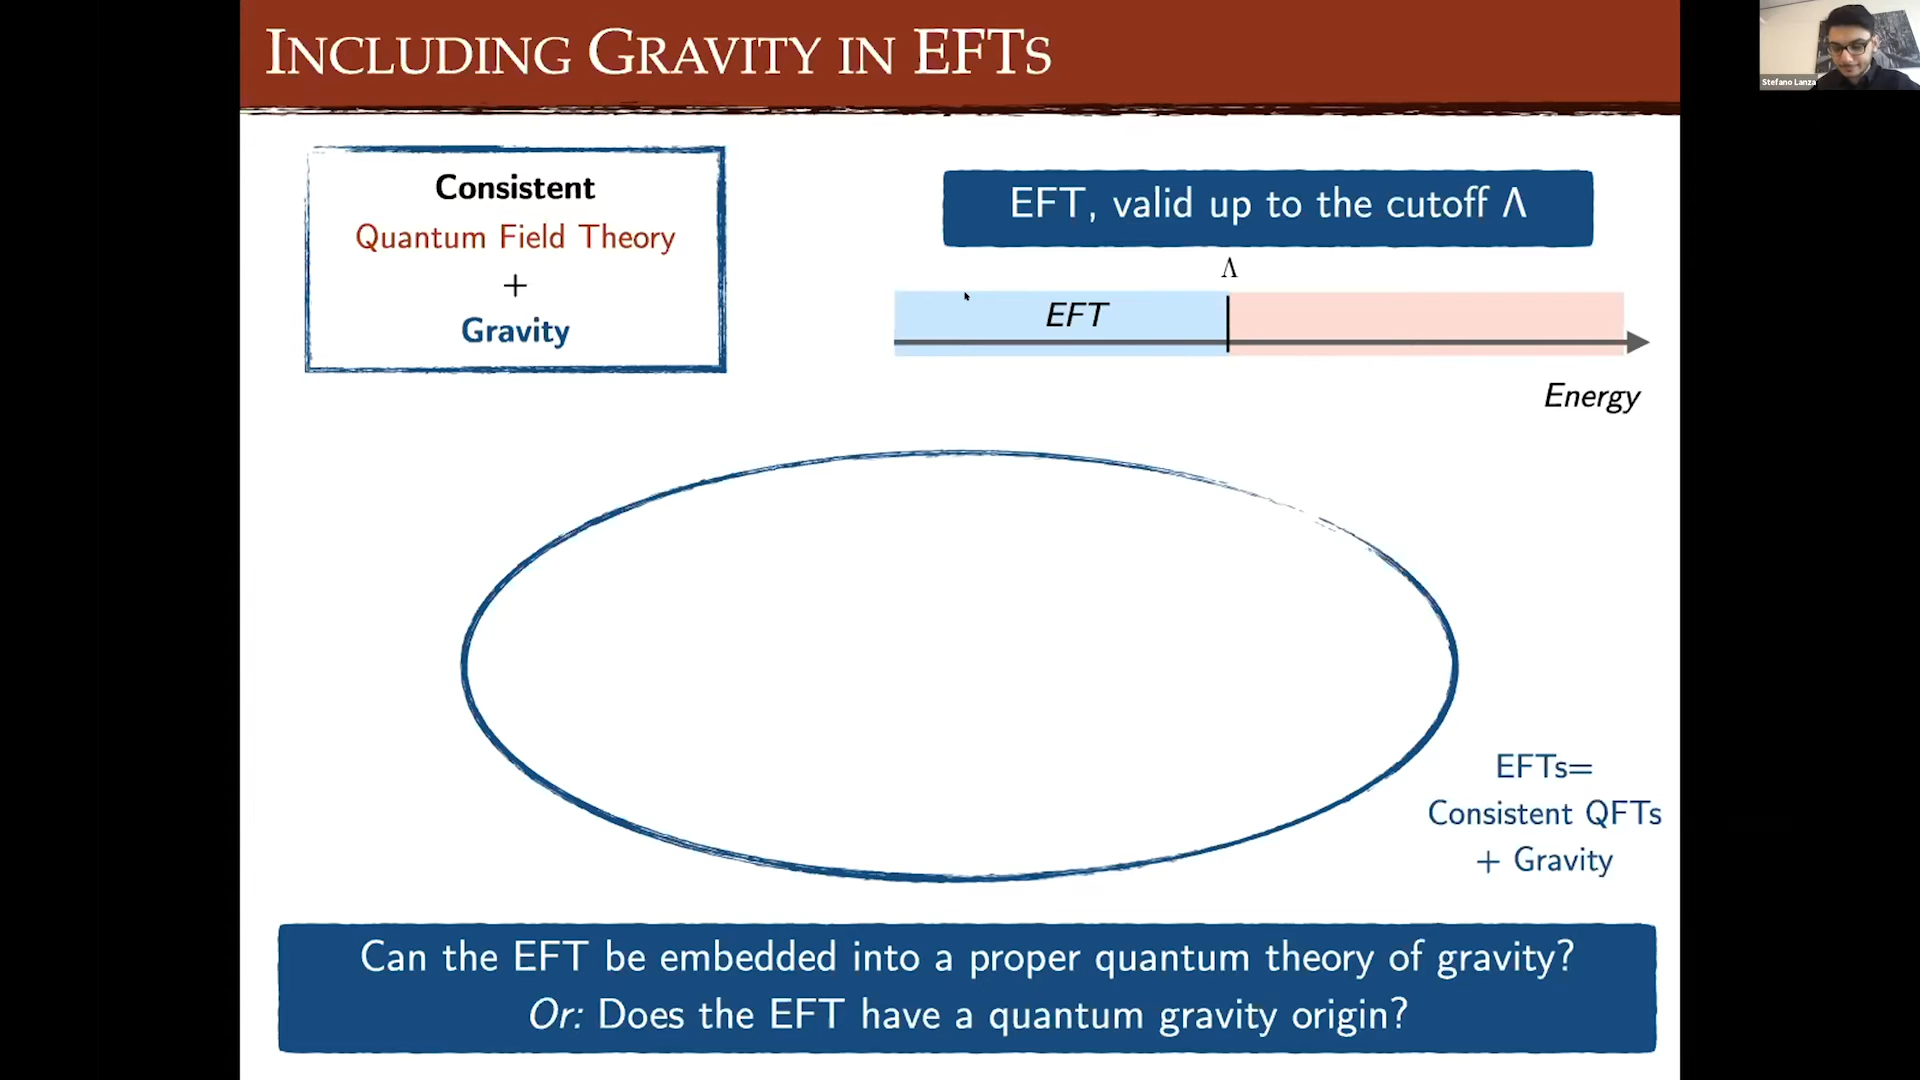 INCLUDING GRAVITY IN EFTS
Stefano Lanza
Consistent
Quantum Field Theory
+
Gravity
EFT, valid up to the cutoff Λ
Λ
EFT
Energy
EFTs=
Consistent QFTs
+ Gravity
Can the EFT be embedded into a proper quantum theory of gravity?
Or: Does the EFT have a quantum gravity origin?